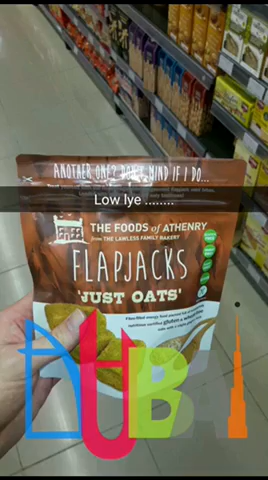 ANOTHER ONE? DON'T MIND IF I DO...
Low lye ........
THE FOODS of ATHENRY
from THE LAWLESS FAMILY BAKERY
FLAPJACKS
'JUST OATS'
DUBAI